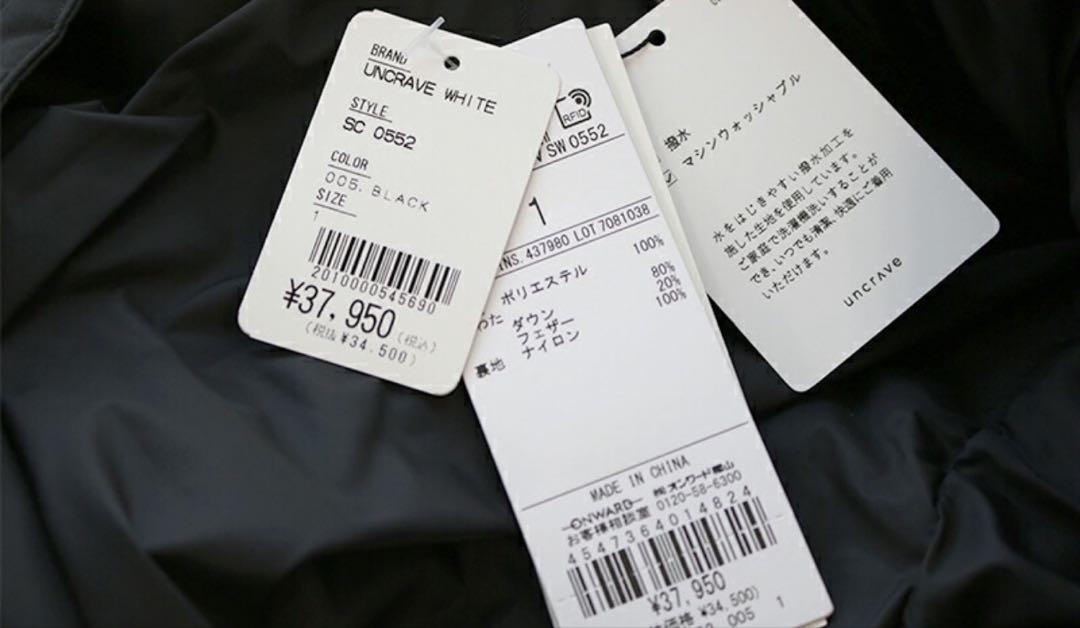 BRAND
UNCRAVE WHITE
STYLE
SC 0552
COLOR
005. BLACK
SIZE
1
2010000545690
¥37,950(税込)
(税抜¥34,500)
RFID
SW 0552
1
INS. 437980 LOT 7081038
100%
ポリエステル 80%
20%
わた ダウン 100%
フェザー
裏地 ナイロン
MADE IN CHINA
ONWARD ㈱オンワード樫山
お客様相談室 0120-58-6300
4547364014824
¥37,950
価格 ¥34,500)
005 1
撥水
マシンウォッシャブル
水をはじきやすい撥水加工を
施した生地を使用しています。
ご家庭で洗濯機洗いすることが
でき、いつでも清潔、快適にご着用
いただけます。
uncrave